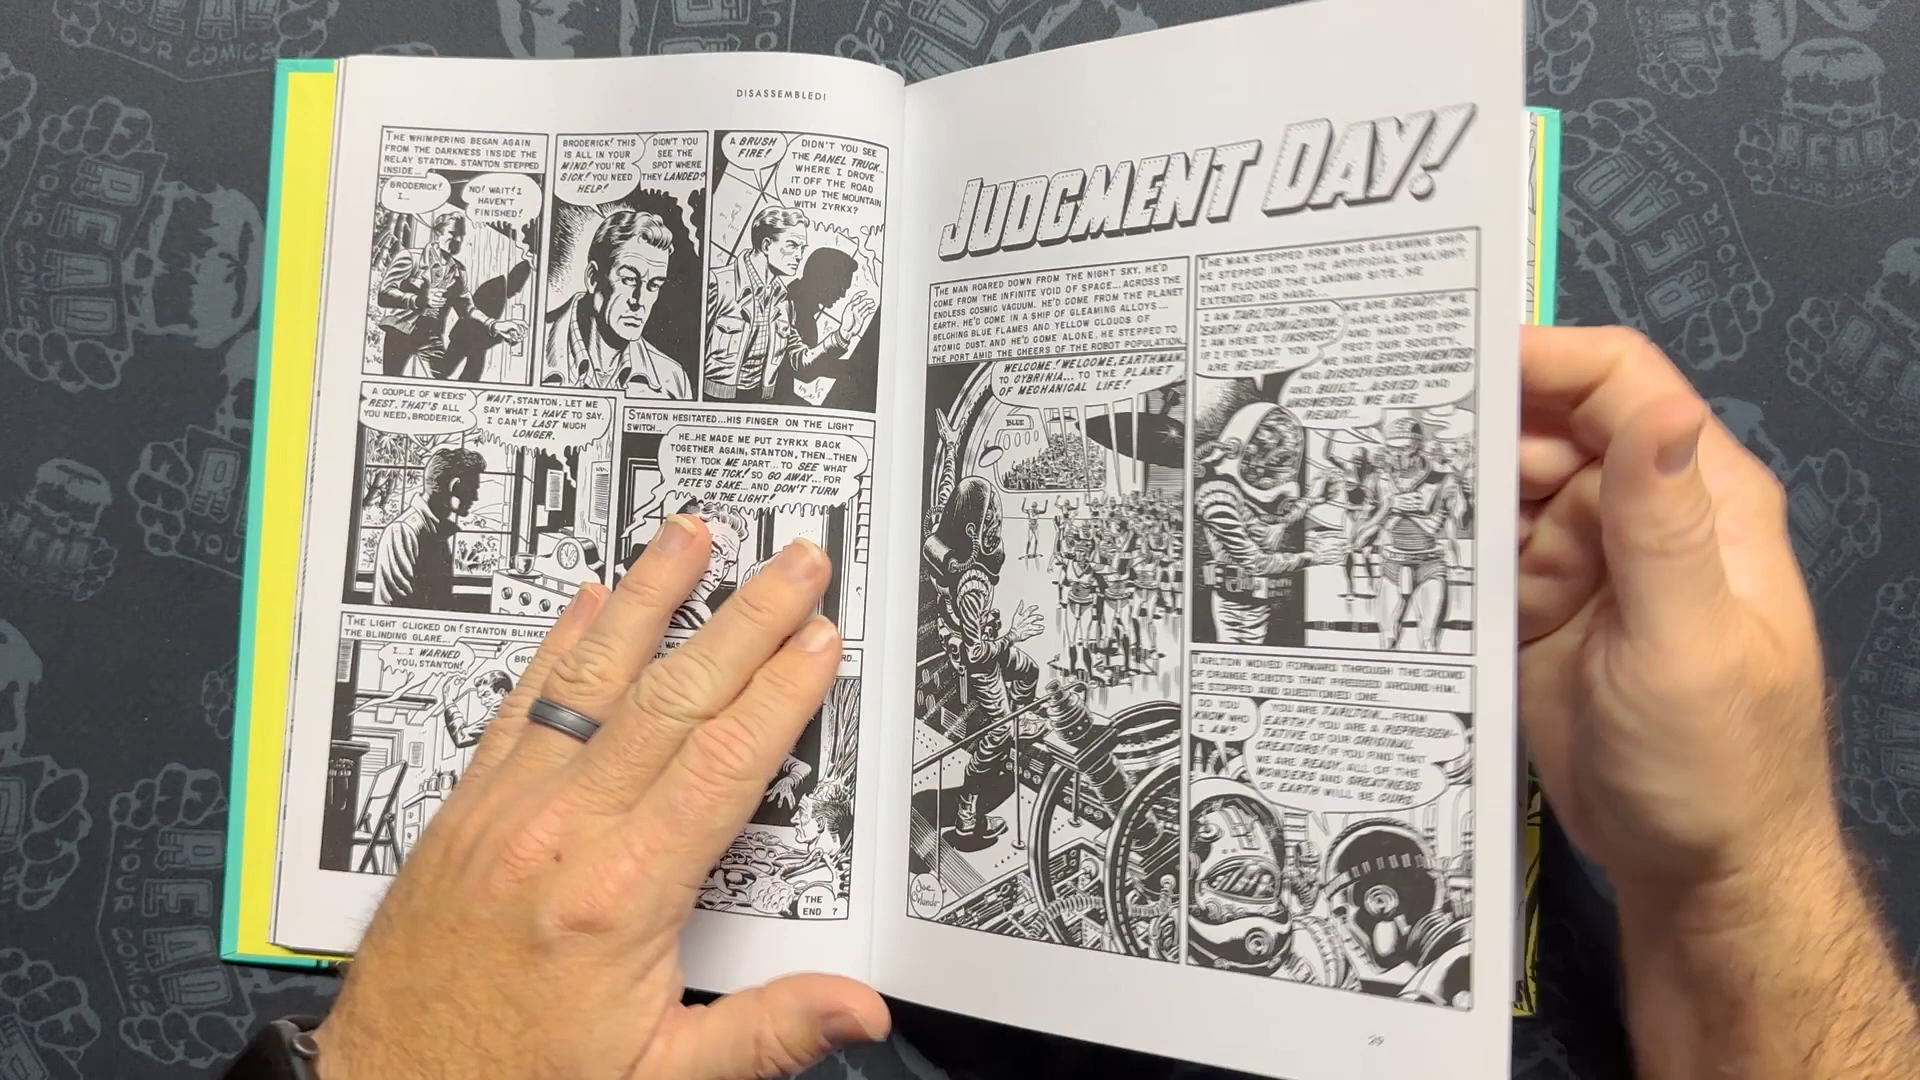 DISASSEMBLED!
THE WHIMPERING BEGAN AGAIN
FROM THE DARKNESS INSIDE THE
RELAY STATION. STANTON STEPPED
INSIDE...
BRODERICK!
I...
NO! WAIT! I
HAVEN'T
FINISHED!
BRODERICK! THIS
IS ALL IN YOUR
MIND! YOU'RE
SICK! YOU NEED
HELP!
DIDN'T YOU
SEE THE
SPOT WHERE
THEY LANDED?
A BRUSH
FIRE!
DIDN'T YOU SEE
THE PANEL TRUCK...
WHERE I DROVE
IT OFF THE ROAD
AND UP THE MOUNTAIN
WITH ZYRKX?
A COUPLE OF WEEKS'
REST, THAT'S ALL
YOU NEED, BRODERICK.
WAIT, STANTON. LET ME
SAY WHAT I HAVE TO SAY.
I CAN'T LAST MUCH
LONGER.
STANTON HESITATED...HIS FINGER ON THE LIGHT
SWITCH...
HE...HE MADE ME PUT ZYRKX BACK
TOGETHER AGAIN, STANTON, THEN...THEN
THEY TOOK ME APART... TO SEE WHAT
MAKES ME TICK! SO GO AWAY... FOR
PETE'S SAKE... AND DON'T TURN
ON THE LIGHT!
THE LIGHT CLICKED ON! STANTON BLINKE
THE BLINDING GLARE...
I... I WARNED
YOU, STANTON!
BRO
WAS
RD...
THE
END 7
JUDGMENT DAY!
THE MAN ROARED DOWN FROM THE NIGHT SKY. HE'D
COME FROM THE INFINITE VOID OF SPACE... ACROSS THE
ENDLESS COSMIC VACUUM. HE'D COME FROM THE PLANET
EARTH. HE'D COME IN A SHIP OF GLEAMING ALLOYS...
BELCHING BLUE FLAMES AND YELLOW CLOUDS OF
ATOMIC DUST. AND HE'D COME ALONE. HE STEPPED TO
THE PORT AMID THE CHEERS OF THE ROBOT POPULATION.
WELCOME! WELCOME, EARTHMAN,
TO CYBRINIA... TO THE PLANET
OF MECHANICAL LIFE!
BLUE
Joe
Orlando
THE MAN STEPPED FROM HIS GLEAMING SHIP.
HE STEPPED INTO THE ARTIFICIAL SUNLIGHT
THAT FLOODED THE LANDING SITE. HE
EXTENDED HIS HAND...
I AM TARLTON... FROM
EARTH COLONIZATION.
I AM HERE TO INSPECT
IF I FIND THAT YOU
ARE READY...
WE ARE READY! WE
HAVE LABORED LONG
AND HARD TO PER-
FECT OUR SOCIETY.
WE HAVE EXPERIMENTED
AND DISCOVERED, PLANNED
AND BUILT... ASKED AND
ANSWERED. WE ARE
READY...
TARLTON MOVED FORWARD THROUGH THE CROWD
OF ORANGE ROBOTS THAT PRESSED AROUND HIM.
HE STOPPED AND QUESTIONED ONE...
DO YOU
KNOW WHO
I AM?
YOU ARE TARLTON... FROM
EARTH! YOU ARE A REPRESEN-
TATIVE OF OUR ORIGINAL
CREATORS! IF YOU FIND THAT
WE ARE READY, ALL OF THE
WONDERS AND GREATNESS
OF EARTH WILL BE OURS.
READ
YOUR COMICS